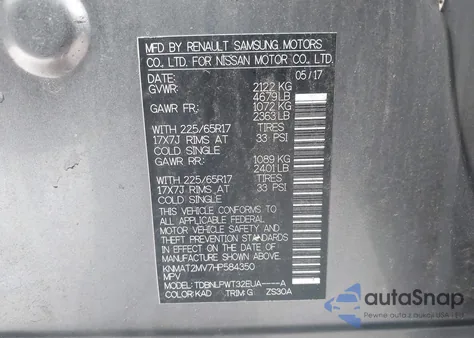 MFD BY RENAULT SAMSUNG MOTORS
CO., LTD. FOR NISSAN MOTOR CO., LTD.
DATE: 05/17
GVWR: 2122 KG
4679 LB
GAWR FR: 1072 KG
2363 LB
WITH 225/65R17 TIRES
17X7J RIMS AT 33 PSI
COLD SINGLE
GAWR RR: 1089 KG
2401 LB
WITH 225/65R17 TIRES
17X7J RIMS AT 33 PSI
COLD SINGLE
THIS VEHICLE CONFORMS TO
ALL APPLICABLE FEDERAL
MOTOR VEHICLE SAFETY AND
THEFT PREVENTION STANDARDS
IN EFFECT ON THE DATE OF
MANUFACTURE SHOWN ABOVE
KNMAT2MV7HP584350
MPV
MODEL: TDBNLPWT32EUA----A
COLOR: KAD TRIM: G ZS30A
AutaSnap
Pewne auta z USA i Kanady